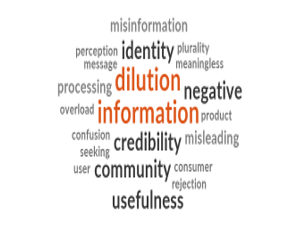 misinformation
perception identity plurality
message meaningless
dilution
processing negative
overload information product
confusion
credibility misleading
seeking
user community consumer
rejection
usefulness